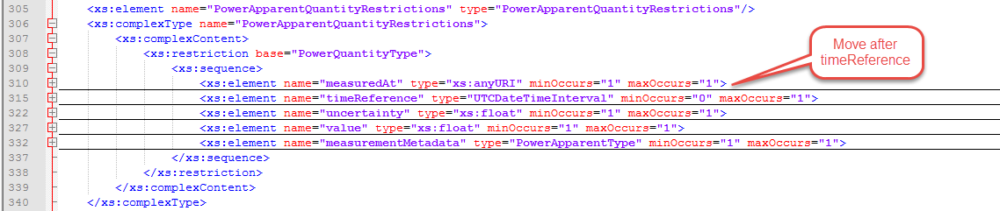 305 <xs:element name="PowerApparentQuantityRestrictions" type="PowerApparentQuantityRestrictions"/>
306 <xs:complexType name="PowerApparentQuantityRestrictions">
307 <xs:complexContent>
308 <xs:restriction base="PowerQuantityType">
309 <xs:sequence>
310 <xs:element name="measuredAt" type="xs:anyURI" minOccurs="1" maxOccurs="1">
315 <xs:element name="timeReference" type="UTCDateTimeInterval" minOccurs="0" maxOccurs="1">
322 <xs:element name="uncertainty" type="xs:float" minOccurs="1" maxOccurs="1">
327 <xs:element name="value" type="xs:float" minOccurs="1" maxOccurs="1">
332 <xs:element name="measurementMetadata" type="PowerApparentType" minOccurs="1" maxOccurs="1">
337 </xs:sequence>
338 </xs:restriction>
339 </xs:complexContent>
340 </xs:complexType>
Move after
timeReference